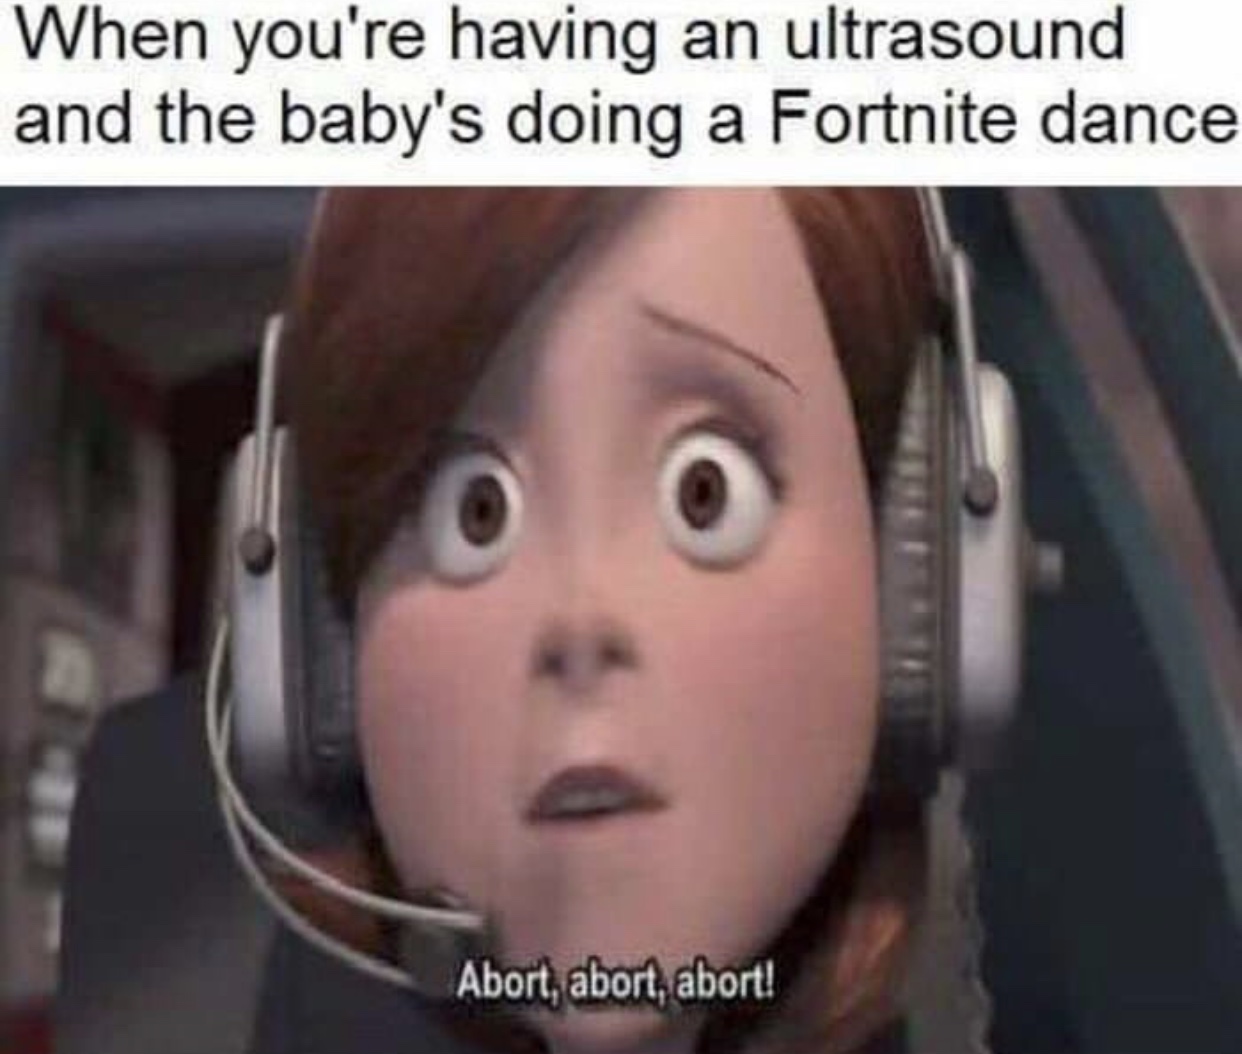 When you're having an ultrasound
and the baby's doing a Fortnite dance
Abort, abort, abort!